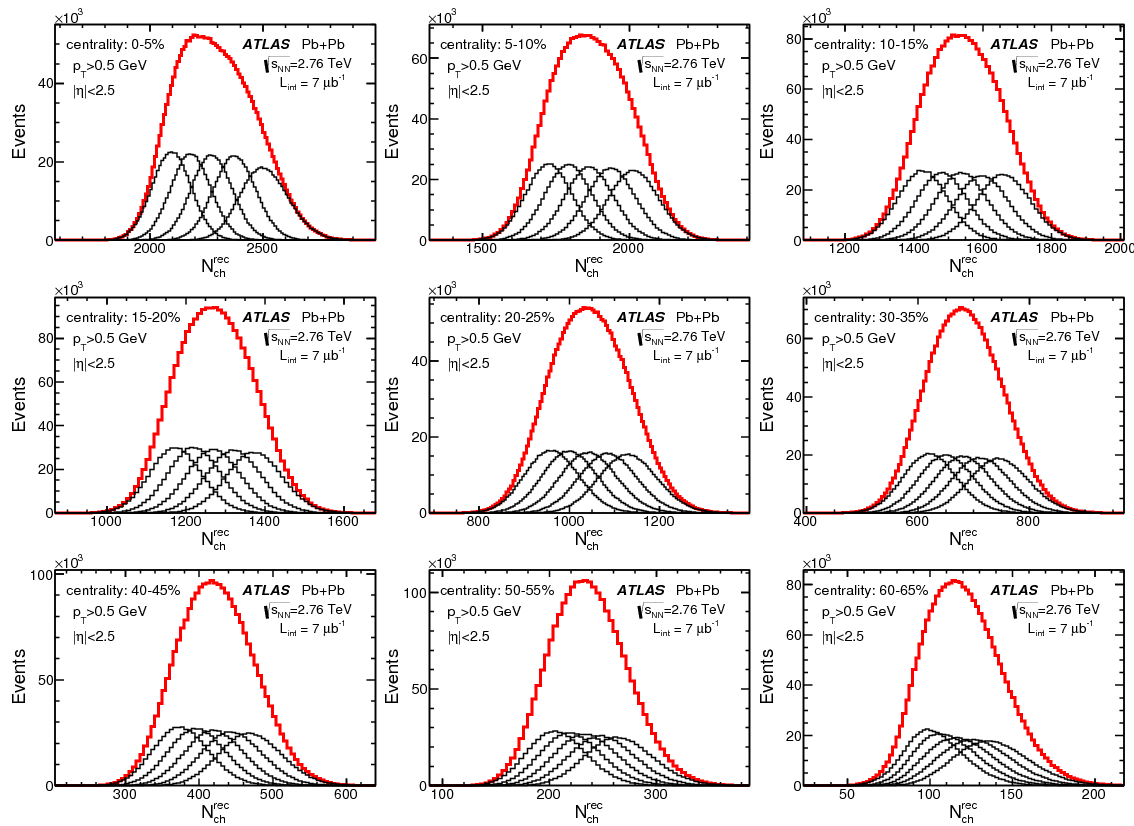 ×10³
centrality: 0-5% ATLAS Pb+Pb
p_T>0.5 GeV √s_NN=2.76 TeV
|η|<2.5 L_int = 7 μb⁻¹
Events
40
20
0
2000 2500
N_ch^rec
×10³
centrality: 5-10% ATLAS Pb+Pb
p_T>0.5 GeV √s_NN=2.76 TeV
|η|<2.5 L_int = 7 μb⁻¹
Events
60
40
20
0
1500 2000
N_ch^rec
×10³
centrality: 10-15% ATLAS Pb+Pb
p_T>0.5 GeV √s_NN=2.76 TeV
|η|<2.5 L_int = 7 μb⁻¹
Events
80
60
40
20
0
1200 1400 1600 1800 2000
N_ch^rec
×10³
centrality: 15-20% ATLAS Pb+Pb
p_T>0.5 GeV √s_NN=2.76 TeV
|η|<2.5 L_int = 7 μb⁻¹
Events
80
60
40
20
0
1000 1200 1400 1600
N_ch^rec
×10³
centrality: 20-25% ATLAS Pb+Pb
p_T>0.5 GeV √s_NN=2.76 TeV
|η|<2.5 L_int = 7 μb⁻¹
Events
40
20
0
800 1000 1200
N_ch^rec
×10³
centrality: 30-35% ATLAS Pb+Pb
p_T>0.5 GeV √s_NN=2.76 TeV
|η|<2.5 L_int = 7 μb⁻¹
Events
60
40
20
0
400 600 800
N_ch^rec
×10³
centrality: 40-45% ATLAS Pb+Pb
p_T>0.5 GeV √s_NN=2.76 TeV
|η|<2.5 L_int = 7 μb⁻¹
Events
100
50
0
300 400 500 600
N_ch^rec
×10³
centrality: 50-55% ATLAS Pb+Pb
p_T>0.5 GeV √s_NN=2.76 TeV
|η|<2.5 L_int = 7 μb⁻¹
Events
100
50
0
100 200 300
N_ch^rec
×10³
centrality: 60-65% ATLAS Pb+Pb
p_T>0.5 GeV √s_NN=2.76 TeV
|η|<2.5 L_int = 7 μb⁻¹
Events
80
60
40
20
0
50 100 150 200
N_ch^rec